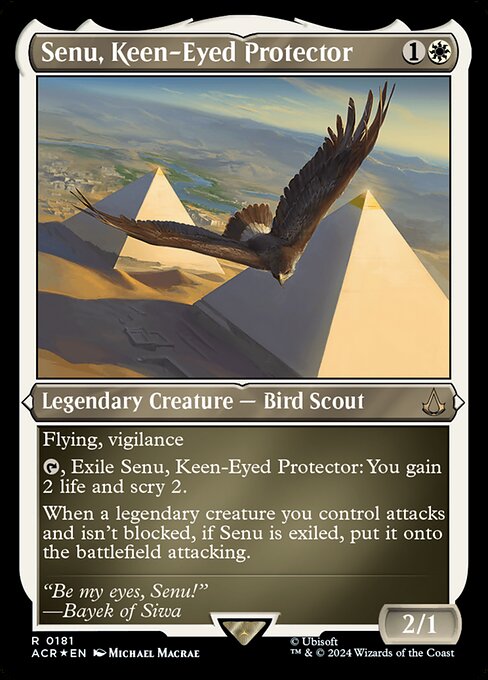 Senu, Keen-Eyed Protector 1
Legendary Creature — Bird Scout
Flying, vigilance
, Exile Senu, Keen-Eyed Protector: You gain
2 life and scry 2.
When a legendary creature you control attacks
and isn't blocked, if Senu is exiled, put it onto
the battlefield attacking.
"Be my eyes, Senu!"
—Bayek of Siwa
2/1
R 0181
ACR★EN Michael Macrae
© Ubisoft
™ & © 2024 Wizards of the Coast